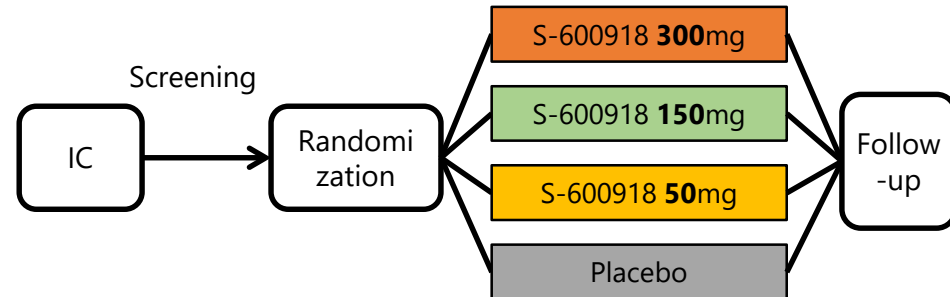 Screening
IC
Randomi
zation
S-600918 300mg
S-600918 150mg
S-600918 50mg
Placebo
Follow
-up